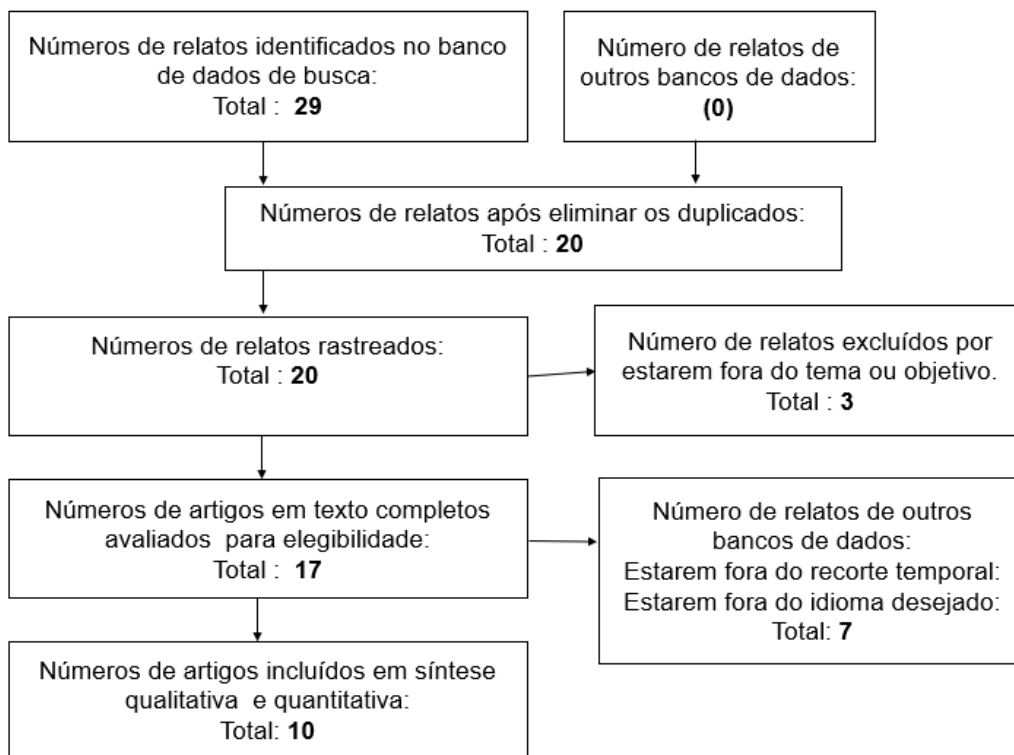 Números de relatos identificados no banco
de dados de busca:
Total : 29
Número de relatos de
outros bancos de dados:
(0)
Números de relatos após eliminar os duplicados:
Total : 20
Números de relatos rastreados:
Total : 20
Número de relatos excluídos por
estarem fora do tema ou objetivo.
Total : 3
Números de artigos em texto completos
avaliados para elegibilidade:
Total : 17
Número de relatos de outros
bancos de dados:
Estarem fora do recorte temporal:
Estarem fora do idioma desejado:
Total: 7
Números de artigos incluídos em síntese
qualitativa e quantitativa:
Total: 10